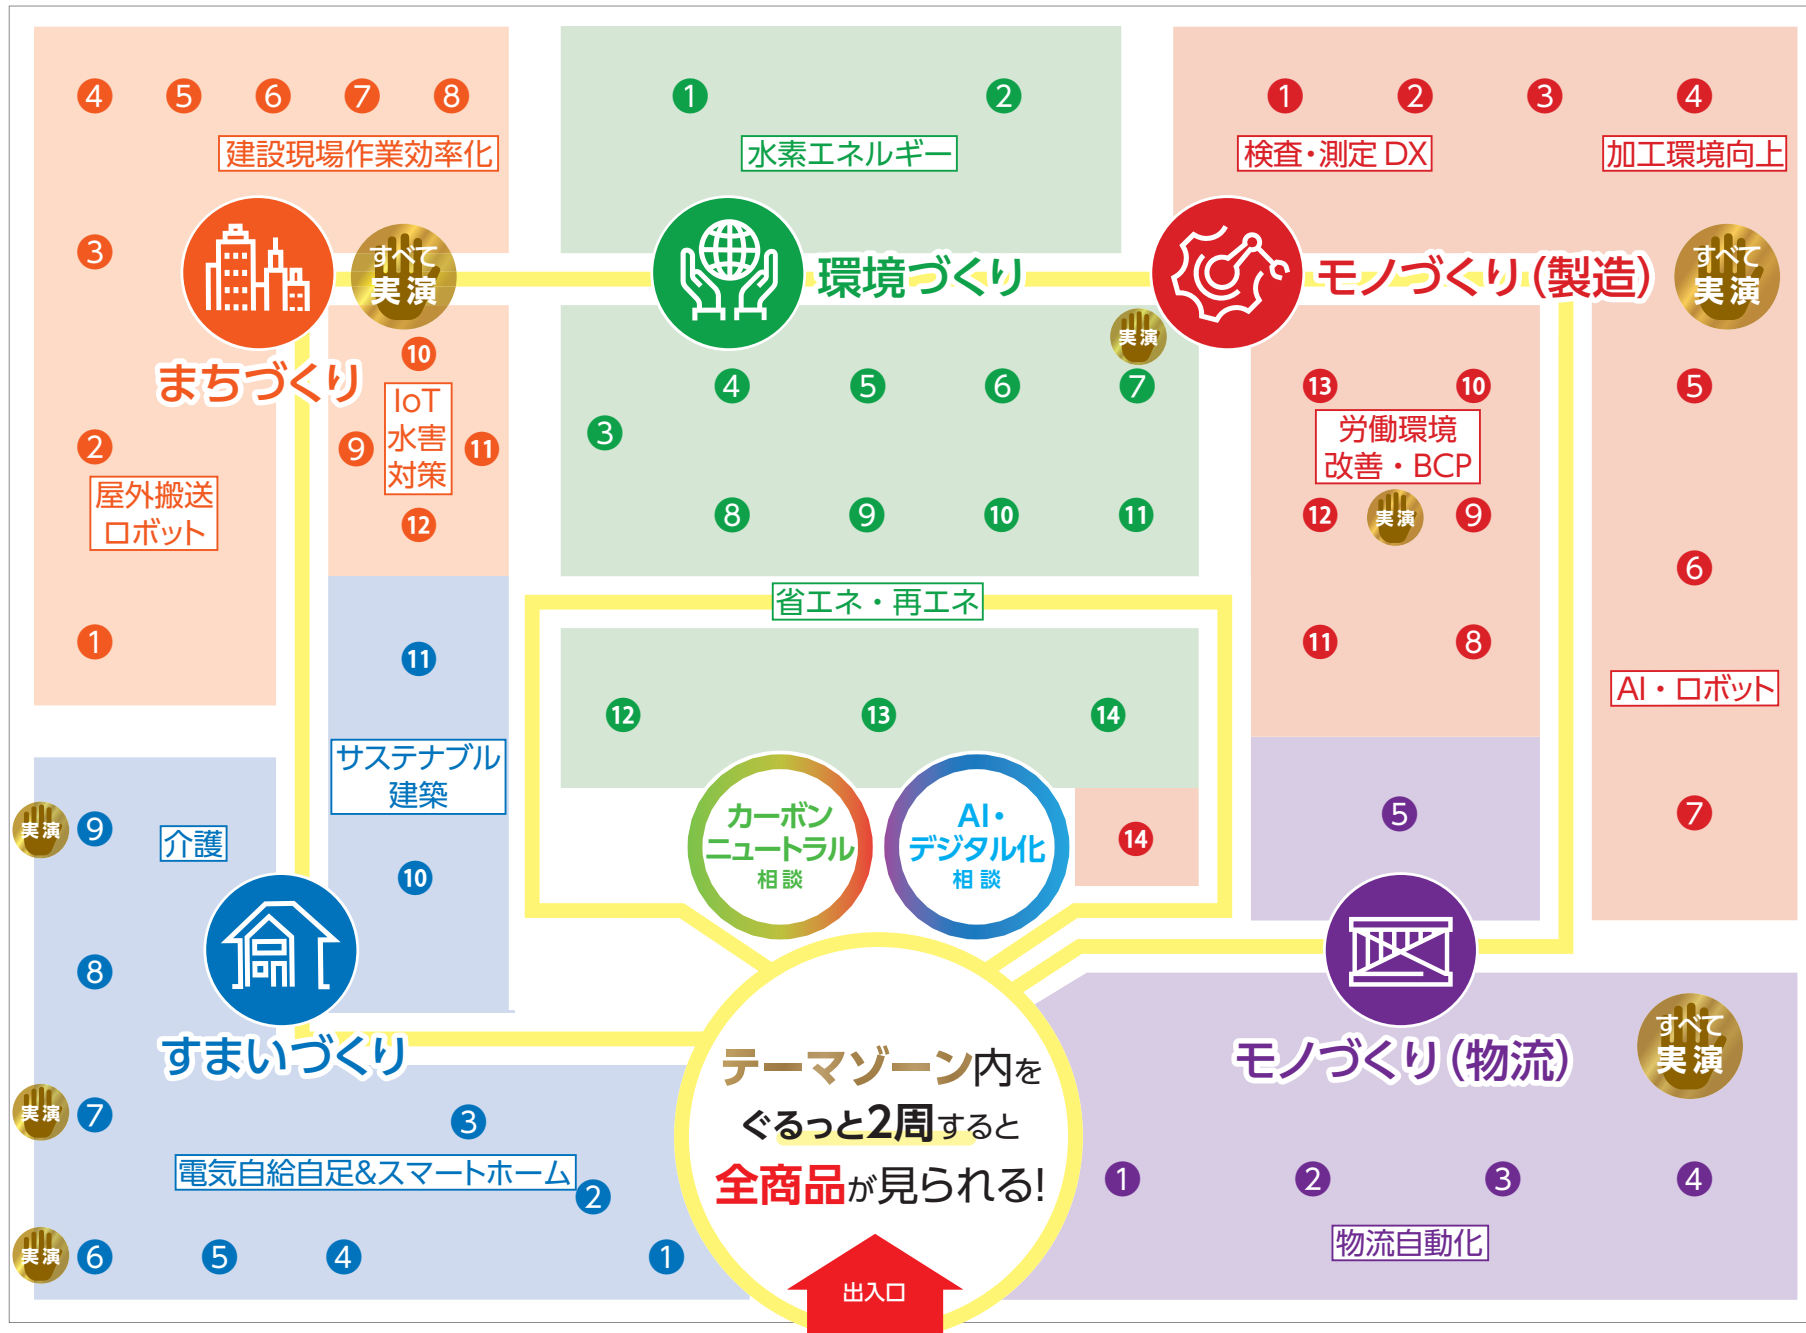 4 5 6 7 8
建設現場作業効率化
3
すべて
実演
まちづくり
10
IoT
水害
対策
9
11
12
2
屋外搬送
ロボット
1
1 2
水素エネルギー
環境づくり
実演
4 5 6 7
3
8 9 10 11
省エネ・再エネ
12 13 14
1 2 3 4
検査・測定 DX
加工環境向上
モノづくり(製造)
すべて
実演
13 10
労働環境
改善・BCP
12
実演
9
11 8
5
6
AI・ロボット
7
14
カーボン
ニュートラル
相談
AI・
デジタル化
相談
11
サステナブル
建築
10
実演
9
介護
8
すまいづくり
実演
7
3
電気自給自足&スマートホーム
2
実演
6 5 4 1
テーマゾーン内を
ぐるっと2周すると
全商品が見られる!
出入口
5
モノづくり(物流)
すべて
実演
1 2 3 4
物流自動化